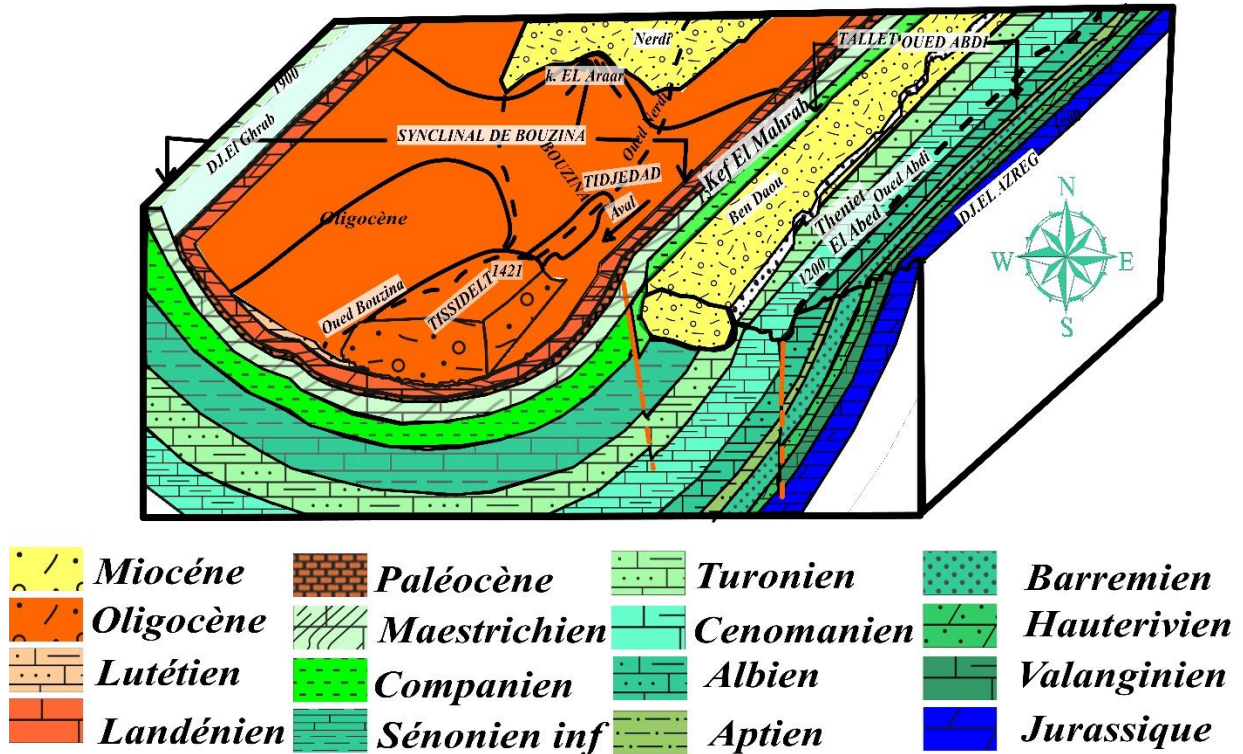 Nerdi
TALLET
OUED ABDI
k. EL Araar
1900
DJ.El Ghrab
SYNCLINAL DE BOUZINA
BOUZINA
Oued Nerdi
Kef El Mahrab
TIDJEDAD
Aval
Oligocène
Ben Daou
Theniet
El Abed
Oued Abdi
DJ.EL AZREG
1421
Oued Bouzina
TISSIDELT
1200
N
W
E
S
Miocéne
Paléocène
Turonien
Barremien
Oligocène
Maestrichien
Cenomanien
Hauterivien
Lutétien
Companien
Albien
Valanginien
Landénien
Sénonien inf
Aptien
Jurassique